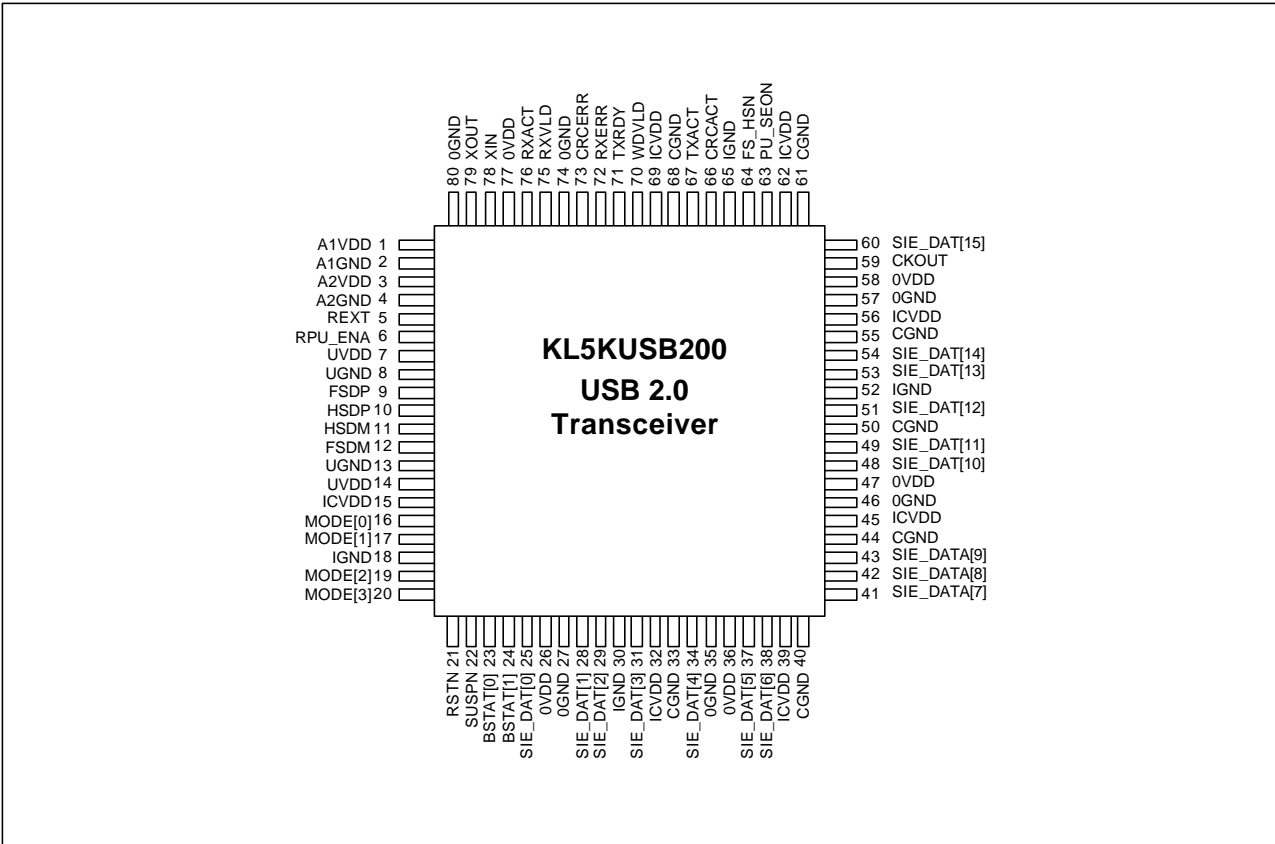 80 0GND
79 XOUT
78 XIN
77 0VDD
76 RXACT
75 RXVLD
74 0GND
73 CRCERR
72 RXERR
71 TXRDY
70 WDVLD
69 ICVDD
68 CGND
67 TXACT
66 CRCACT
65 IGND
64 FS_HSN
63 PU_SEON
62 ICVDD
61 CGND
A1VDD 1
A1GND 2
A2VDD 3
A2GND 4
REXT 5
RPU_ENA 6
UVDD 7
UGND 8
FSDP 9
HSDP 10
HSDM 11
FSDM 12
UGND 13
UVDD 14
ICVDD 15
MODE[0] 16
MODE[1] 17
IGND 18
MODE[2] 19
MODE[3] 20
KL5KUSB200
USB 2.0
Transceiver
60 SIE_DAT[15]
59 CKOUT
58 0VDD
57 0GND
56 ICVDD
55 CGND
54 SIE_DAT[14]
53 SIE_DAT[13]
52 IGND
51 SIE_DAT[12]
50 CGND
49 SIE_DAT[11]
48 SIE_DAT[10]
47 0VDD
46 0GND
45 ICVDD
44 CGND
43 SIE_DATA[9]
42 SIE_DATA[8]
41 SIE_DATA[7]
RSTN 21
SUSPN 22
BSTAT[0] 23
BSTAT[1] 24
SIE_DAT[0] 25
0VDD 26
0GND 27
SIE_DAT[1] 28
SIE_DAT[2] 29
IGND 30
SIE_DAT[3] 31
ICVDD 32
CGND 33
SIE_DAT[4] 34
0GND 35
0VDD 36
SIE_DAT[5] 37
SIE_DAT[6] 38
ICVDD 39
CGND 40